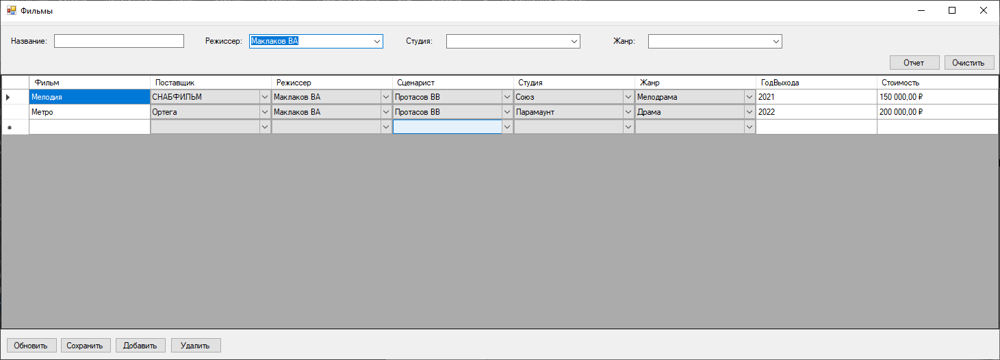 Фильмы
Название: Режиссер: Маклаков ВА Студия: Жанр:
Отчет Очистить
Фильм Поставщик Режиссер Сценарист Студия Жанр ГодВыхода Стоимость
Мелодия СНАБФИЛЬМ Маклаков ВА Протасов ВВ Союз Мелодрама 2021 150 000,00 ₽
Метро Ортега Маклаков ВА Протасов ВВ Парамаунт Драма 2022 200 000,00 ₽
Обновить Сохранить Добавить Удалить